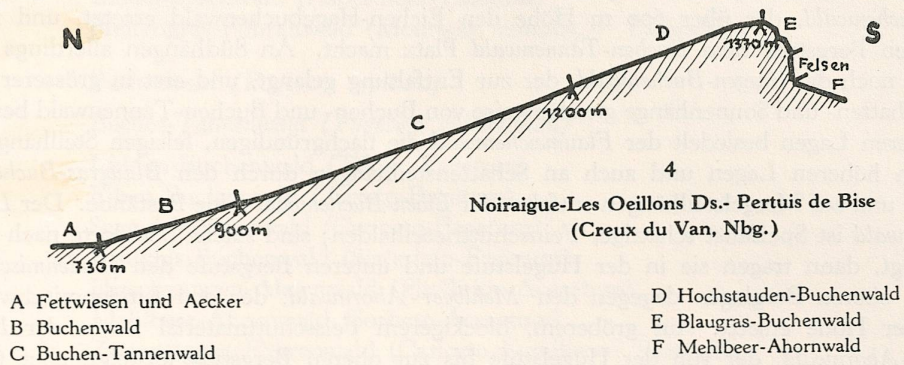 N
D
E
S
1370m
Felsen
F
C
1200m
B
4
A
900m
Noiraigue-Les Oeillons Ds.- Pertuis de Bise
(Creux du Van, Nbg.)
730m
A Fettwiesen und Aecker
B Buchenwald
C Buchen-Tannenwald
D Hochstauden-Buchenwald
E Blaugras-Buchenwald
F Mehlbeer-Ahornwald